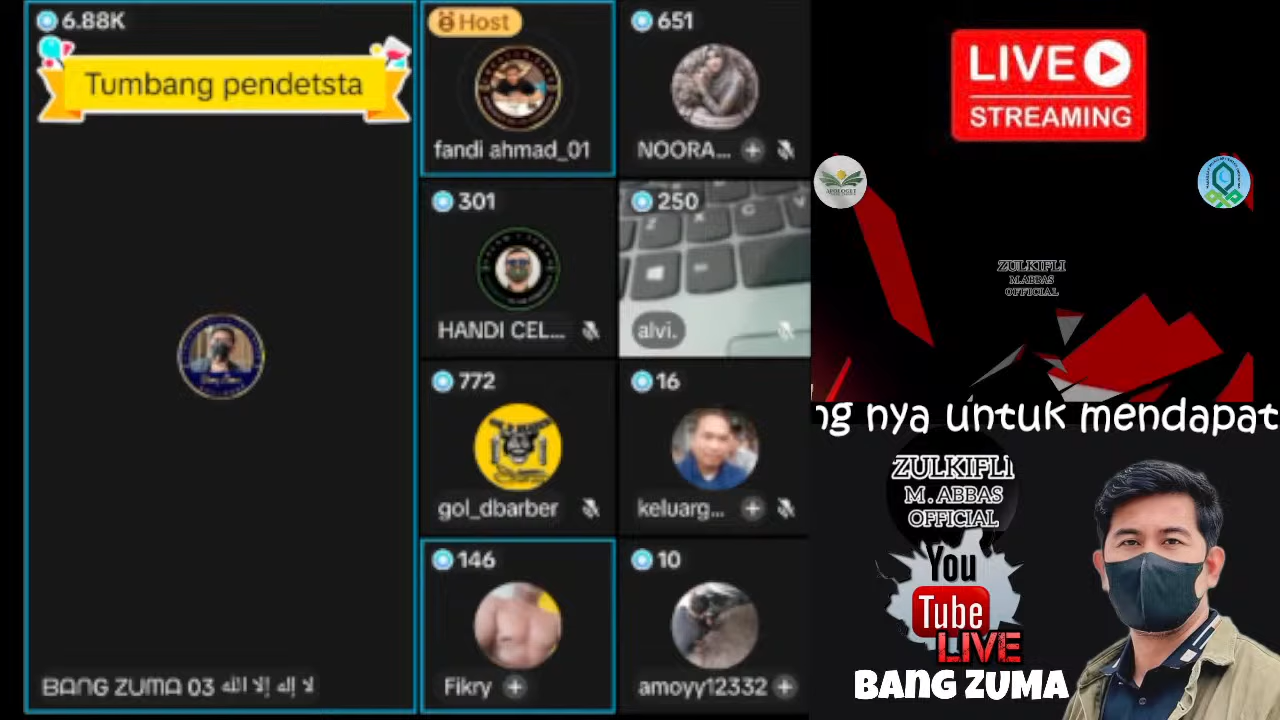 6.88K
Tumbang pendetsta
BANG ZUMA 03 لا إله إلا الله
Host
fandi ahmad_01
651
NOORA...
301
HANDI CEL...
250
alvi.
772
gol_dbarber
16
keluarg...
146
Fikry
10
amoyy12332
LIVE
STREAMING
APOLOGET
ZULKIFLI
M.ABBAS
OFFICIAL
ng nya untuk mendapat
ZULKIFLI
M.ABBAS
OFFICIAL
You
Tube
LIVE
BANG ZUMA